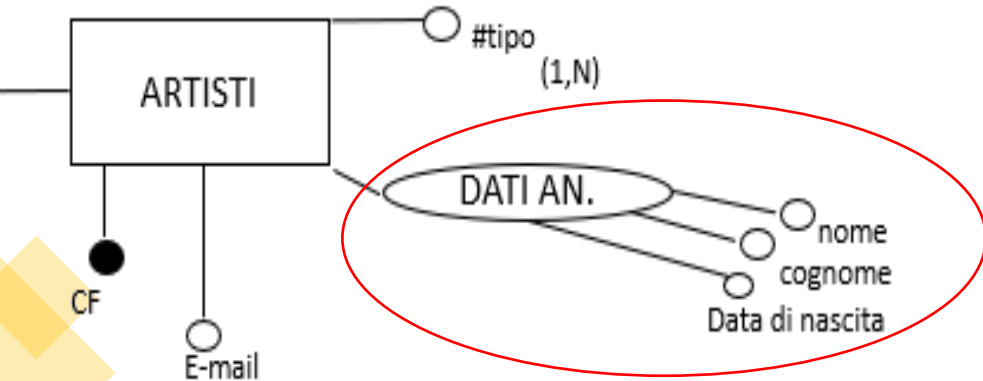 #tipo
(1,N)
ARTISTI
DATI AN.
nome
cognome
CF
Data di nascita
E-mail